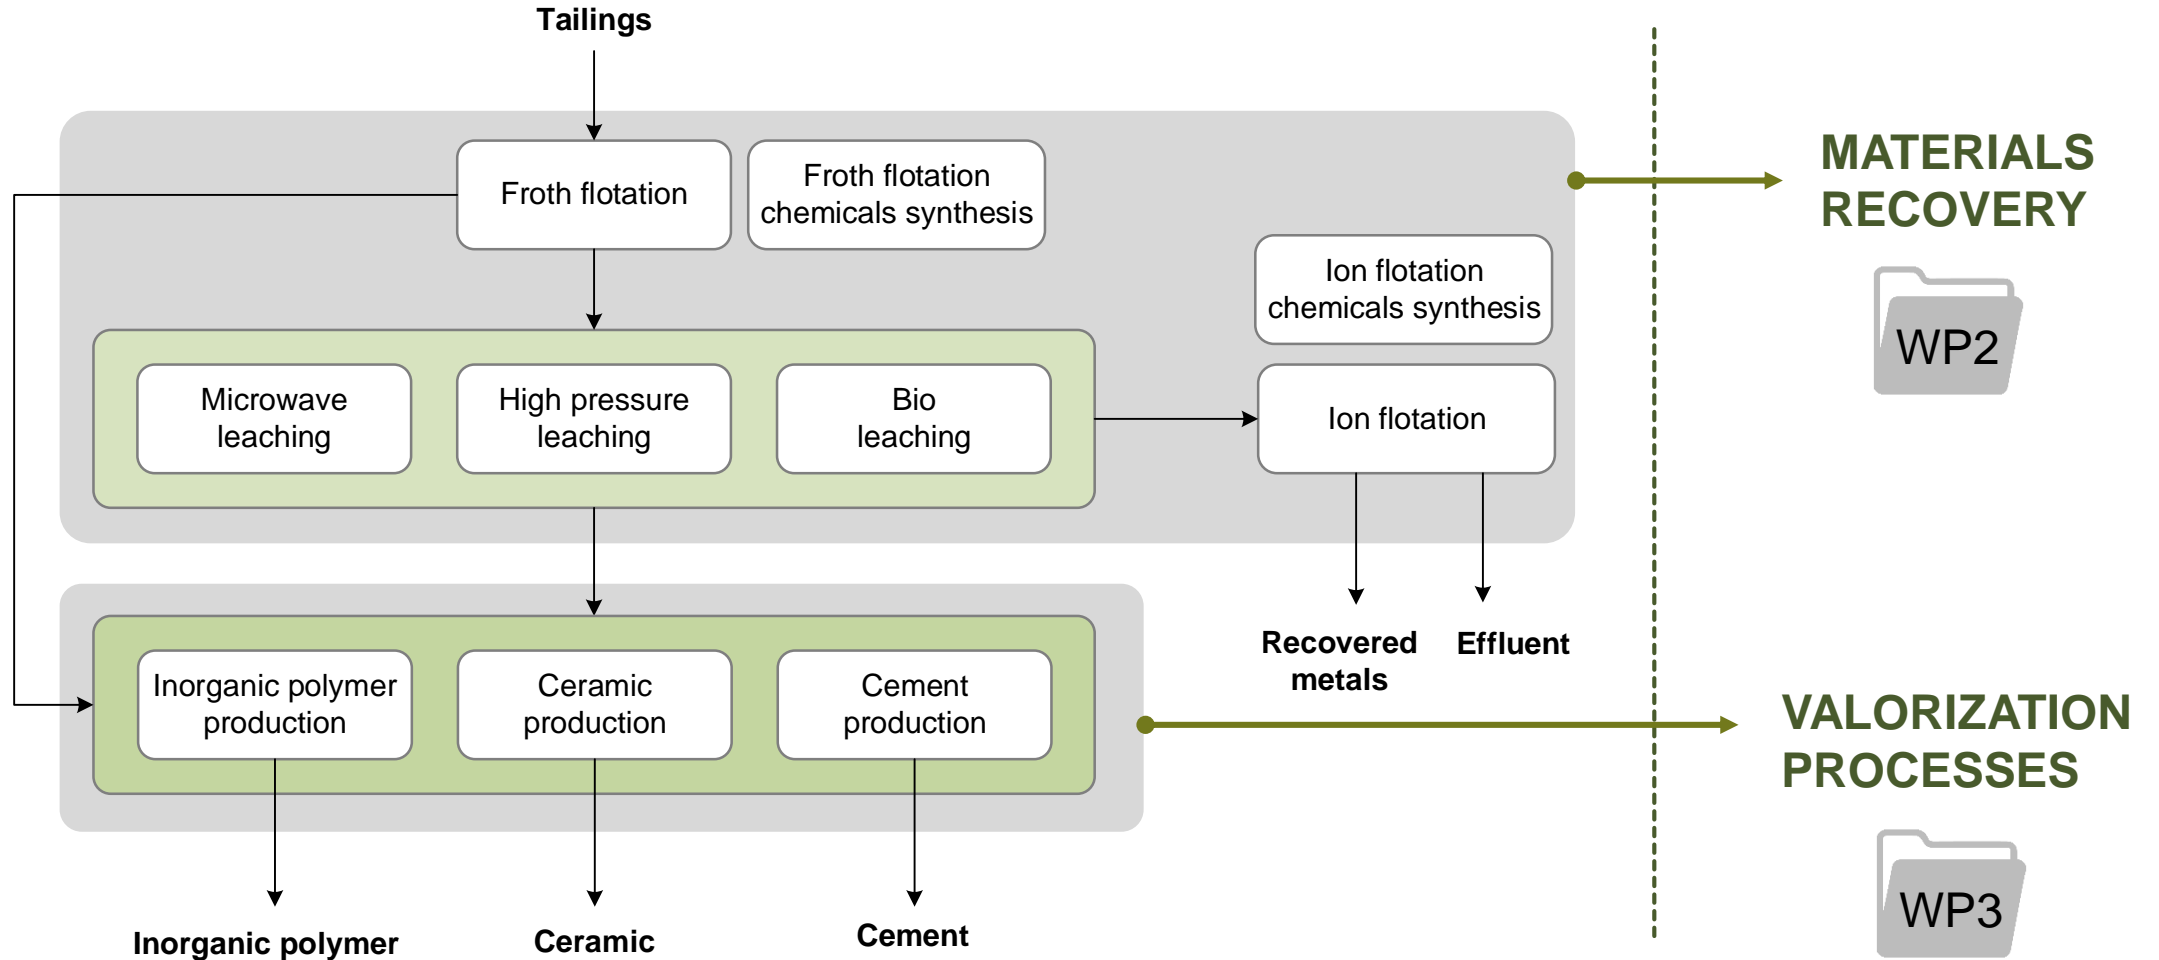 Tailings
Froth flotation
Froth flotation
chemicals synthesis
MATERIALS
RECOVERY
Ion flotation
chemicals synthesis
WP2
Microwave
leaching
High pressure
leaching
Bio
leaching
Ion flotation
Recovered
metals
Effluent
Inorganic polymer
production
Ceramic
production
Cement
production
VALORIZATION
PROCESSES
WP3
Inorganic polymer
Ceramic
Cement